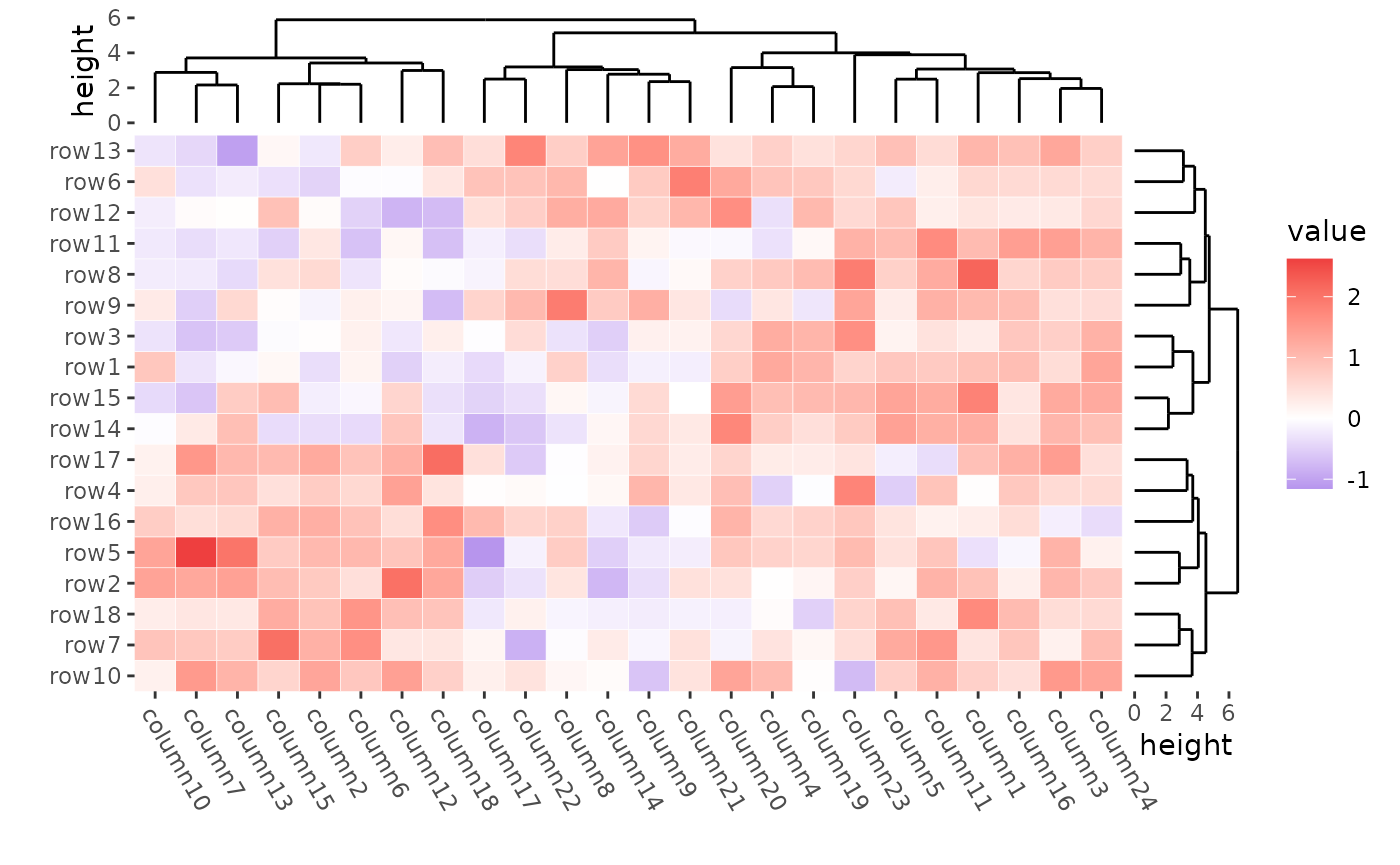 height
6
4
2
0
row13
row6
row12
row11
row8
row9
row3
row1
row15
row14
row17
row4
row16
row5
row2
row18
row7
row10
column10
column7
column13
column15
column2
column6
column12
column18
column17
column22
column8
column14
column9
column21
column20
column4
column19
column23
column5
column11
column1
column16
column3
column24
0 2 4 6
height
value
2
1
0
-1